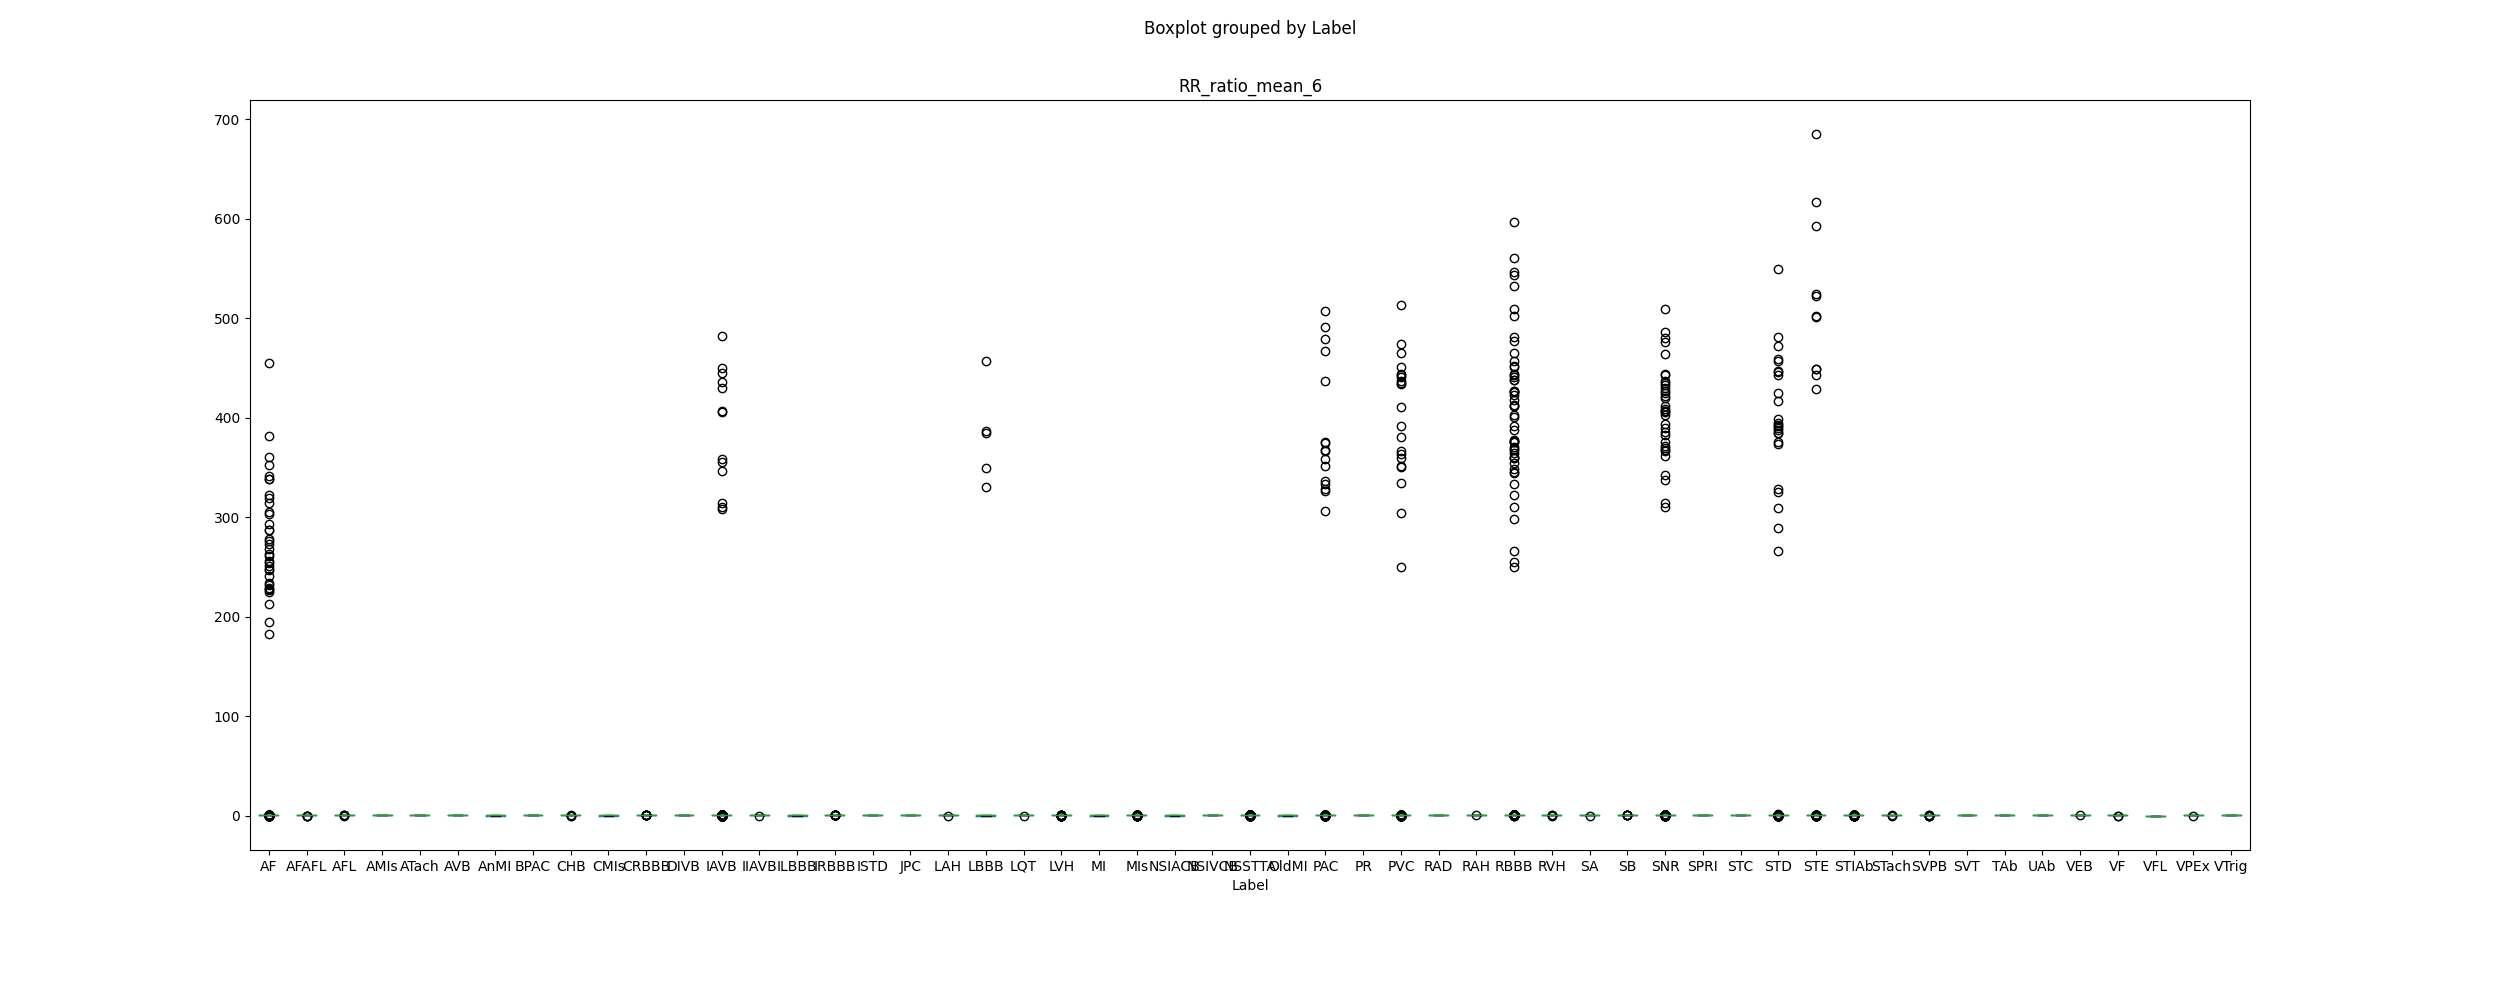 Boxplot grouped by Label
RR_ratio_mean_6
700
600
500
400
300
200
100
0
AF AFAFL AFL AMIs ATach AVB AnMI BPAC CHB CMIs CRBBB DIVB IAVB IIAVB ILBBB IRBBB ISTD JPC LAH LBBB LQT LVH MI MIs NSIACB NSIVCB NSSTTA OldMI PAC PR PVC RAD RAH RBBB RVH SA SB SNR SPRI STC STD STE STIAb STach SVPB SVT TAb UAb VEB VF VFL VPEx VTrig
Label